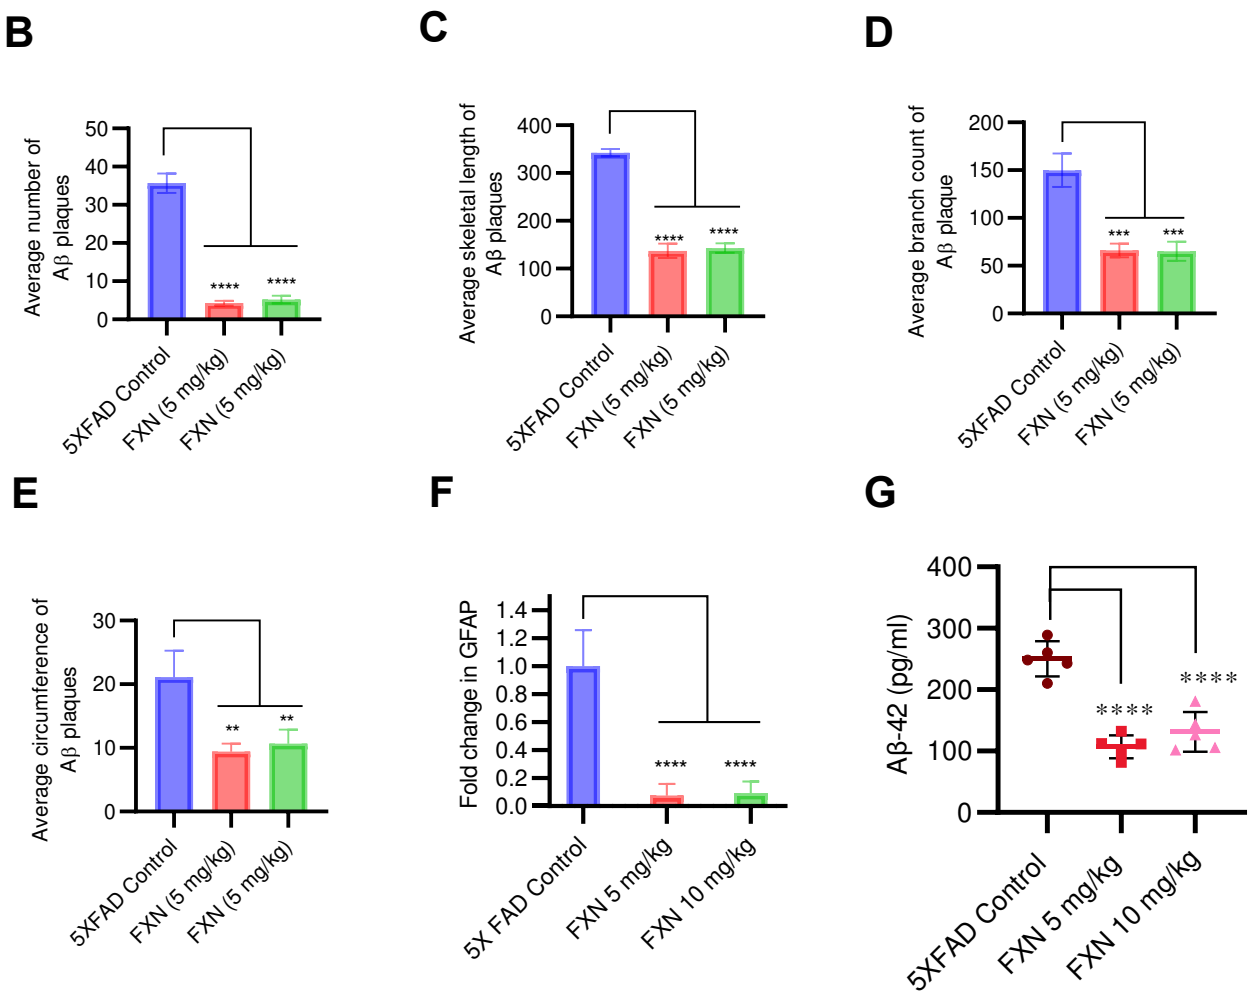 B
Average number of
Aβ plaques
50
40
30
20
10
0
****
****
5XFAD Control
FXN (5 mg/kg)
FXN (5 mg/kg)
C
Average skeletal length of
Aβ plaques
400
300
200
100
0
****
****
5XFAD Control
FXN (5 mg/kg)
FXN (5 mg/kg)
D
Average branch count of
Aβ plaque
200
150
100
50
0
***
***
5XFAD Control
FXN (5 mg/kg)
FXN (5 mg/kg)
E
Average circumference of
Aβ plaques
30
20
10
0
**
**
5XFAD Control
FXN (5 mg/kg)
FXN (5 mg/kg)
F
Fold change in GFAP
1.4
1.2
1.0
0.8
0.6
0.4
0.2
0.0
****
****
5X FAD Control
FXN 5 mg/kg
FXN 10 mg/kg
G
Aβ-42 (pg/ml)
400
300
200
100
0
****
****
5XFAD Control
FXN 5 mg/kg
FXN 10 mg/kg